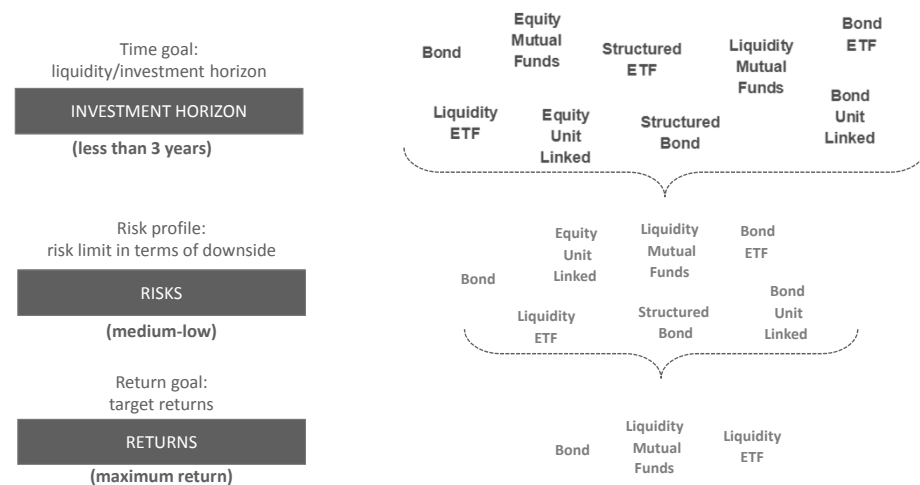 Time goal:
liquidity/investment horizon
INVESTMENT HORIZON
(less than 3 years)
Bond
Equity
Mutual
Funds
Structured
ETF
Liquidity
Mutual
Funds
Bond
ETF
Liquidity
ETF
Equity
Unit
Linked
Structured
Bond
Bond
Unit
Linked
Risk profile:
risk limit in terms of downside
RISKS
(medium-low)
Bond
Equity
Unit
Linked
Liquidity
Mutual
Funds
Bond
ETF
Liquidity
ETF
Structured
Bond
Bond
Unit
Linked
Return goal:
target returns
RETURNS
(maximum return)
Bond
Liquidity
Mutual
Funds
Liquidity
ETF